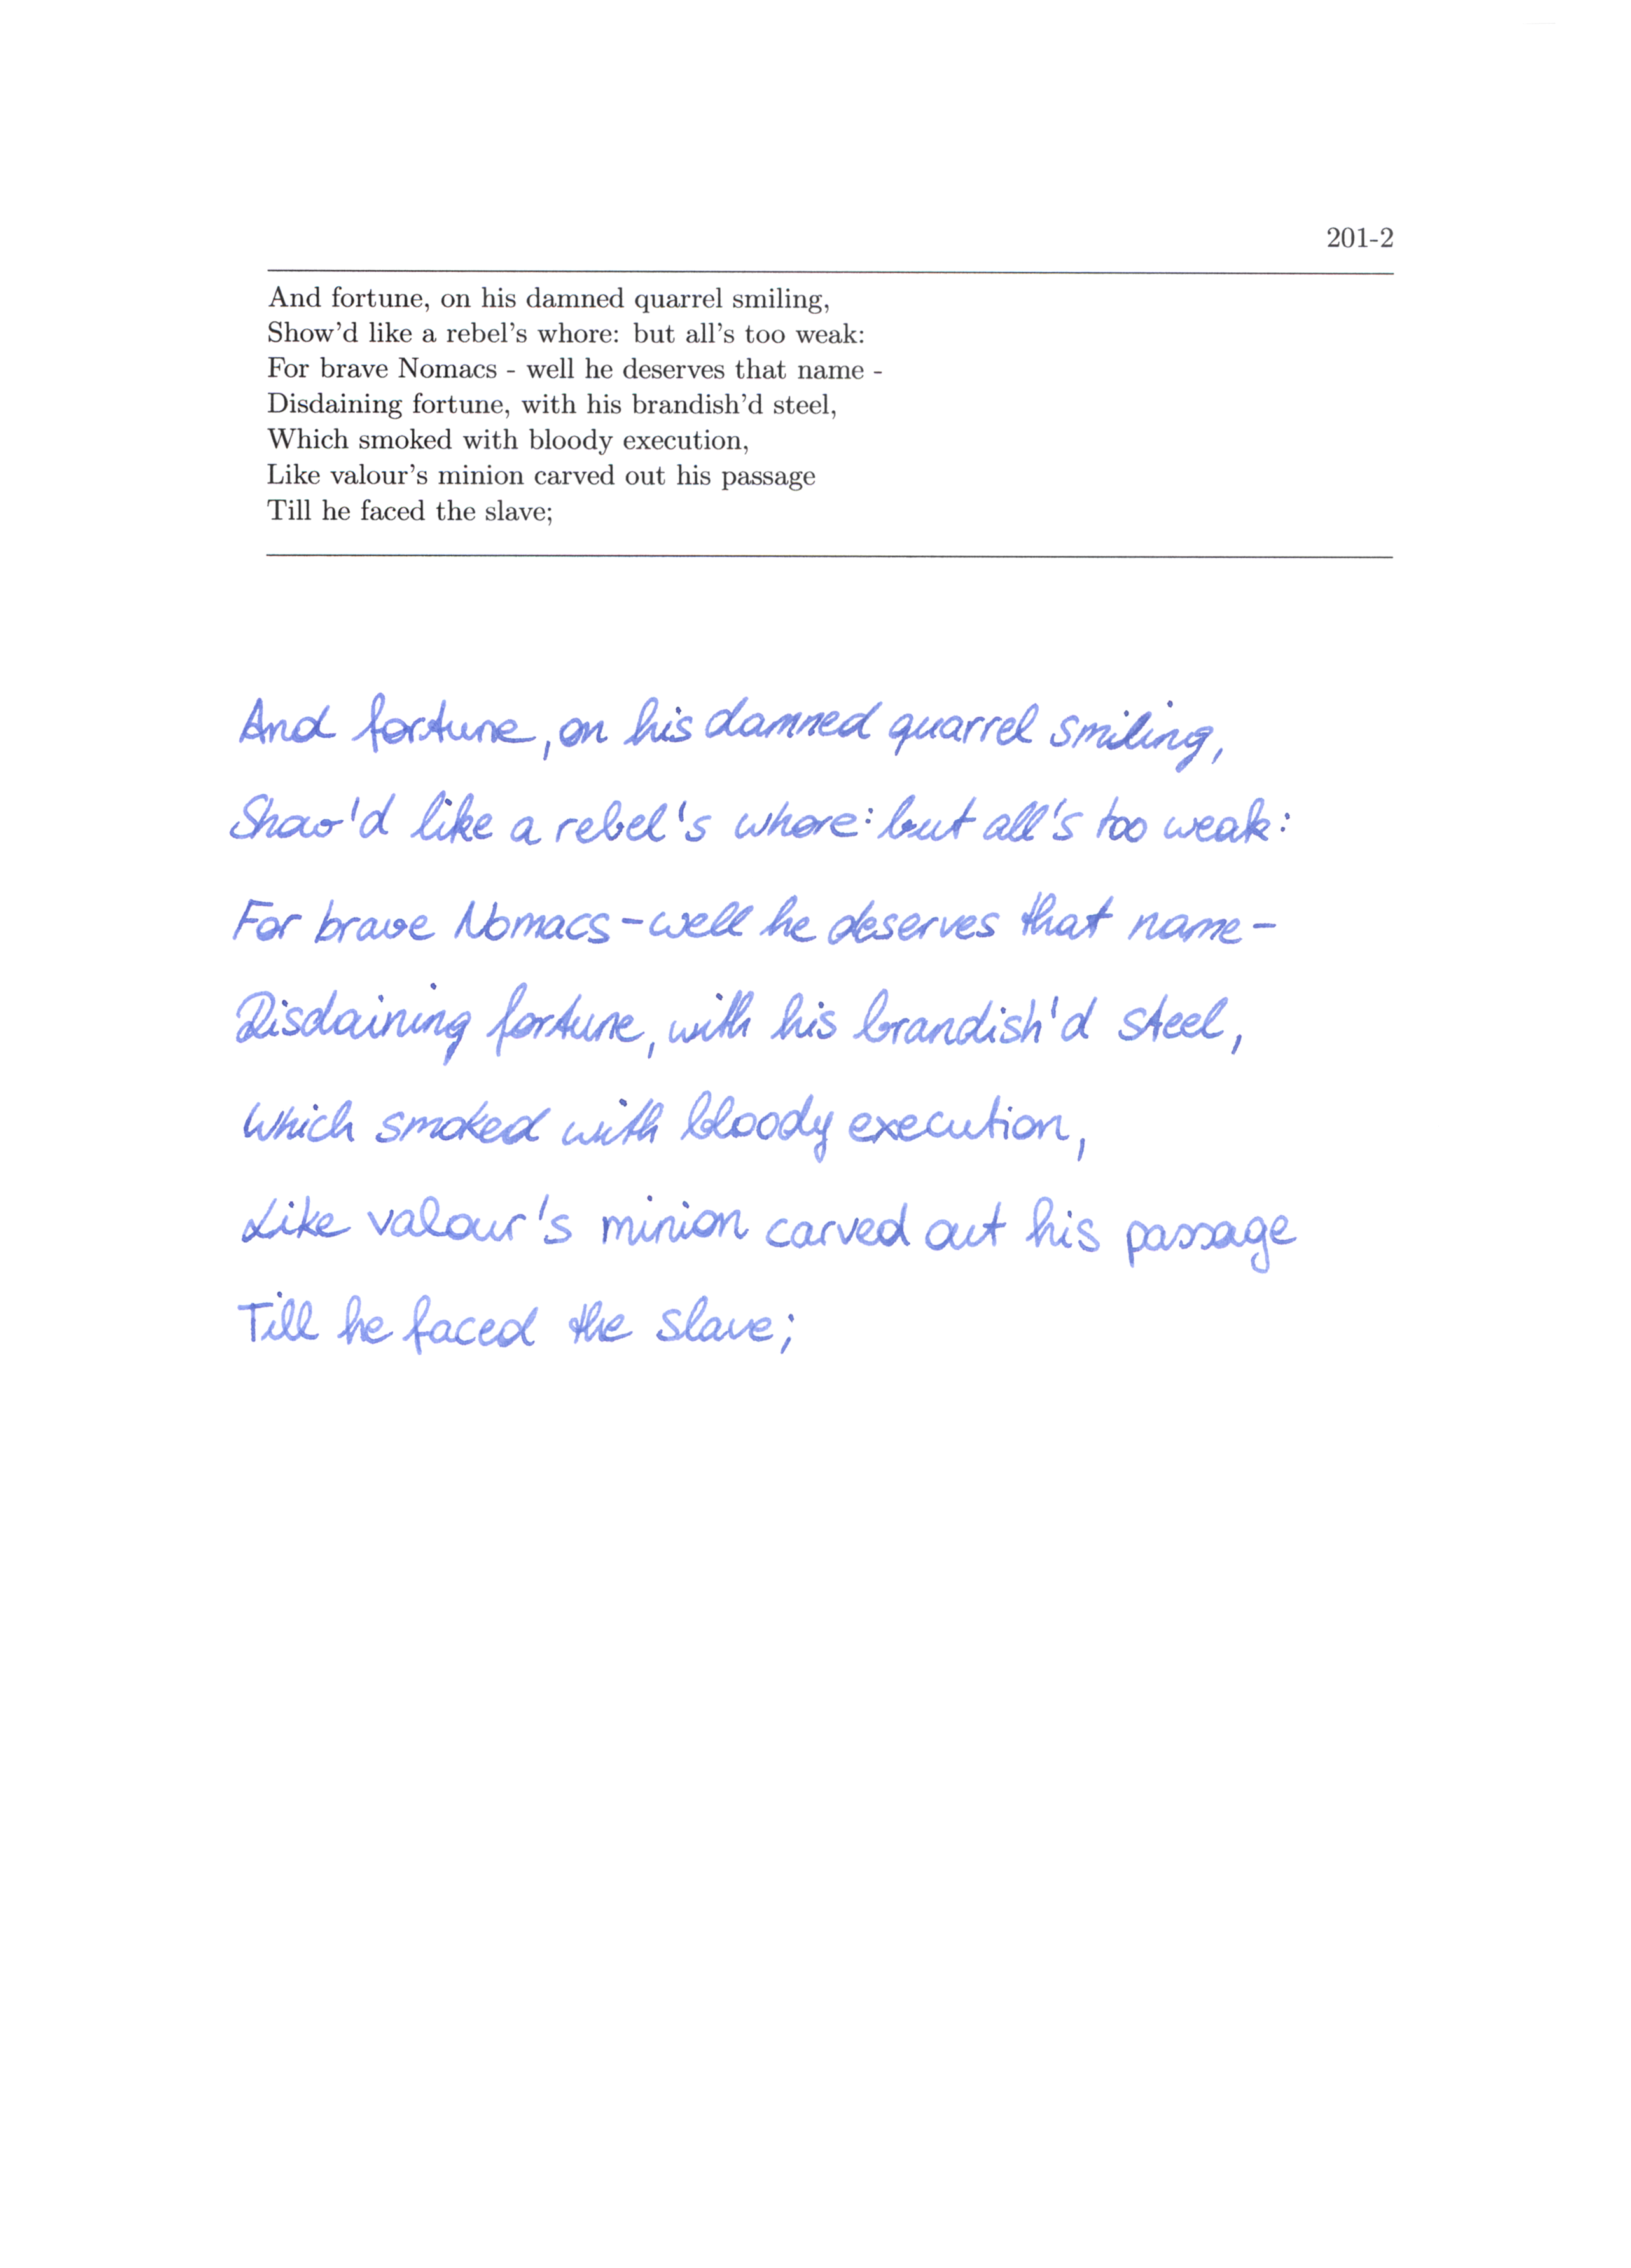 201-2
And fortune, on his damned quarrel smiling,
Show'd like a rebel's whore: but all's too weak:
For brave Nomacs - well he deserves that name -
Disdaining fortune, with his brandish'd steel,
Which smoked with bloody execution,
Like valour's minion carved out his passage
Till he faced the slave;
And fortune, on his damned quarrel smiling,
Show'd like a rebel's whore: but all's too weak:
For brave Nomacs - well he deserves that name -
Disdaining fortune, with his brandish'd steel,
Which smoked with bloody execution,
Like valour's minion carved out his passage
Till he faced the slave;